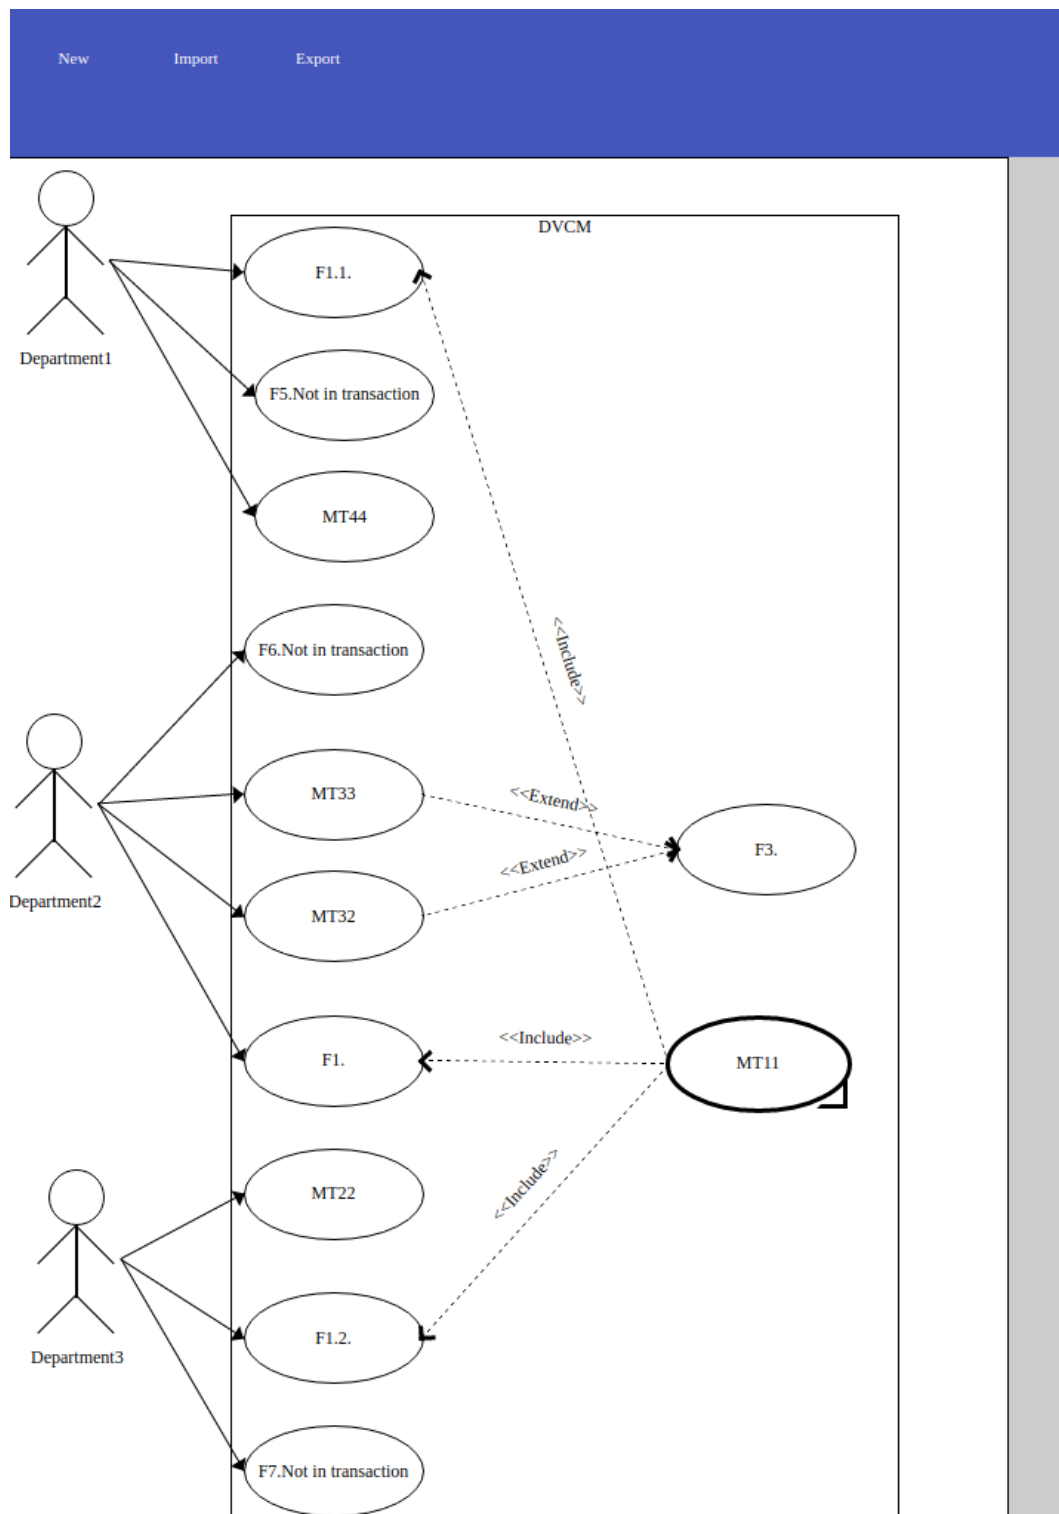 New
Import
Export
DVCM
F1.1.
Department1
F5.Not in transaction
MT44
<<Include>>
F6.Not in transaction
MT33
<<Extend>>
F3.
<<Extend>>
Department2
MT32
<<Include>>
F1.
MT11
<<Include>>
MT22
F1.2.
Department3
F7.Not in transaction